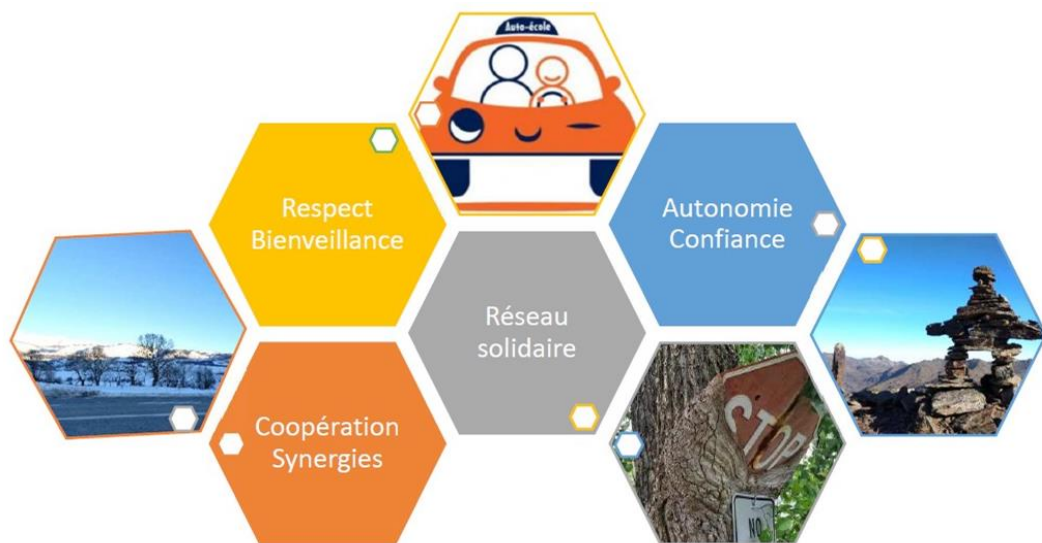 Auto-école
Respect
Bienveillance
Autonomie
Confiance
Réseau
solidaire
Coopération
Synergies
STOP
NO